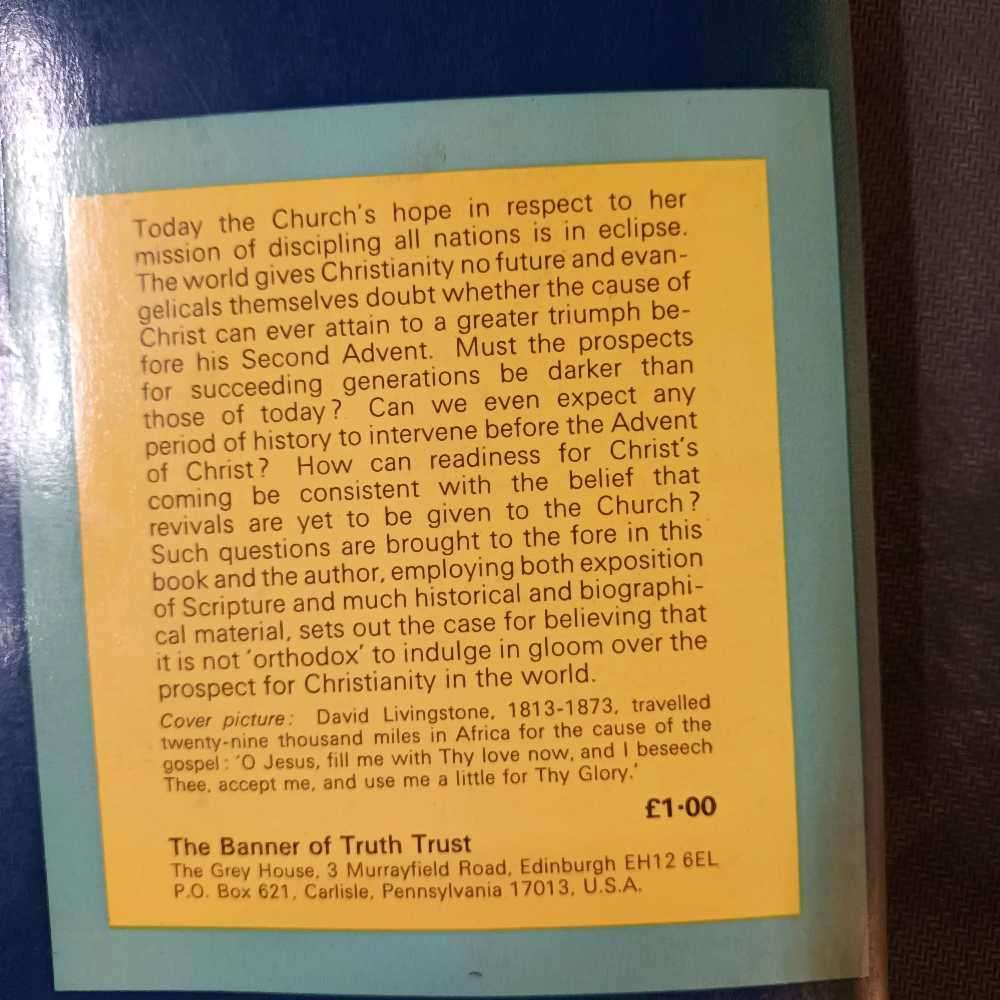 Today the Church's hope in respect to her
mission of discipling all nations is in eclipse.
The world gives Christianity no future and evan-
gelicals themselves doubt whether the cause of
Christ can ever attain to a greater triumph be-
fore his Second Advent. Must the prospects
for succeeding generations be darker than
those of today? Can we even expect any
period of history to intervene before the Advent
of Christ? How can readiness for Christ's
coming be consistent with the belief that
revivals are yet to be given to the Church?
Such questions are brought to the fore in this
book and the author, employing both exposition
of Scripture and much historical and biographi-
cal material, sets out the case for believing that
it is not 'orthodox' to indulge in gloom over the
prospect for Christianity in the world.
Cover picture: David Livingstone, 1813-1873, travelled
twenty-nine thousand miles in Africa for the cause of the
gospel: 'O Jesus, fill me with Thy love now, and I beseech
Thee, accept me, and use me a little for Thy Glory.'
£1·00
The Banner of Truth Trust
The Grey House, 3 Murrayfield Road, Edinburgh EH12 6EL
P.O. Box 621, Carlisle, Pennsylvania 17013, U.S.A.